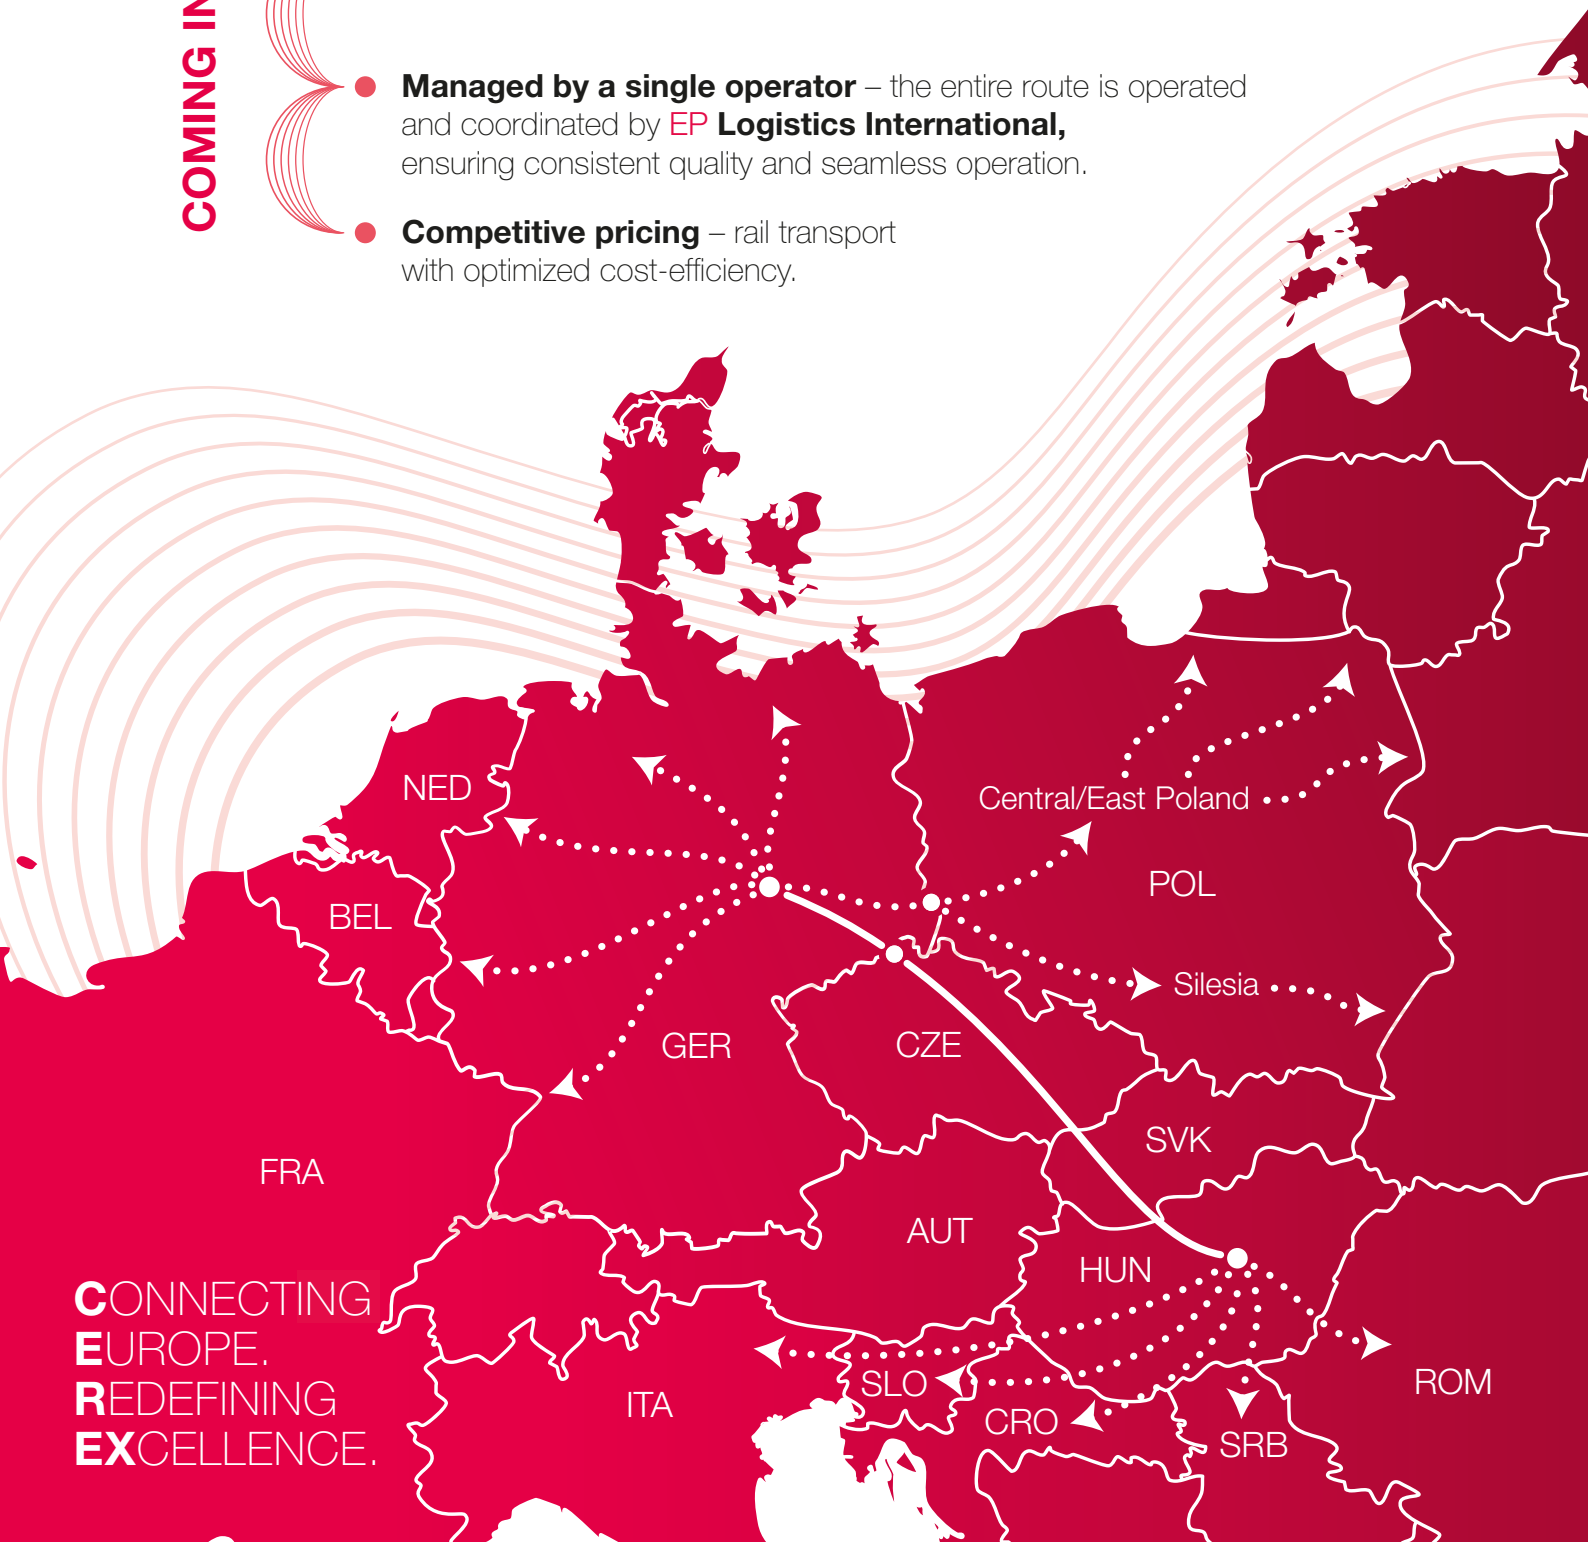 COMING IN
Managed by a single operator – the entire route is operated
and coordinated by EP Logistics International,
ensuring consistent quality and seamless operation.
Competitive pricing – rail transport
with optimized cost-efficiency.
NED
Central/East Poland
POL
BEL
Silesia
GER
CZE
SVK
FRA
AUT
HUN
SLO
ROM
ITA
CRO
SRB
CONNECTING
EUROPE.
REDEFINING
EXCELLENCE.